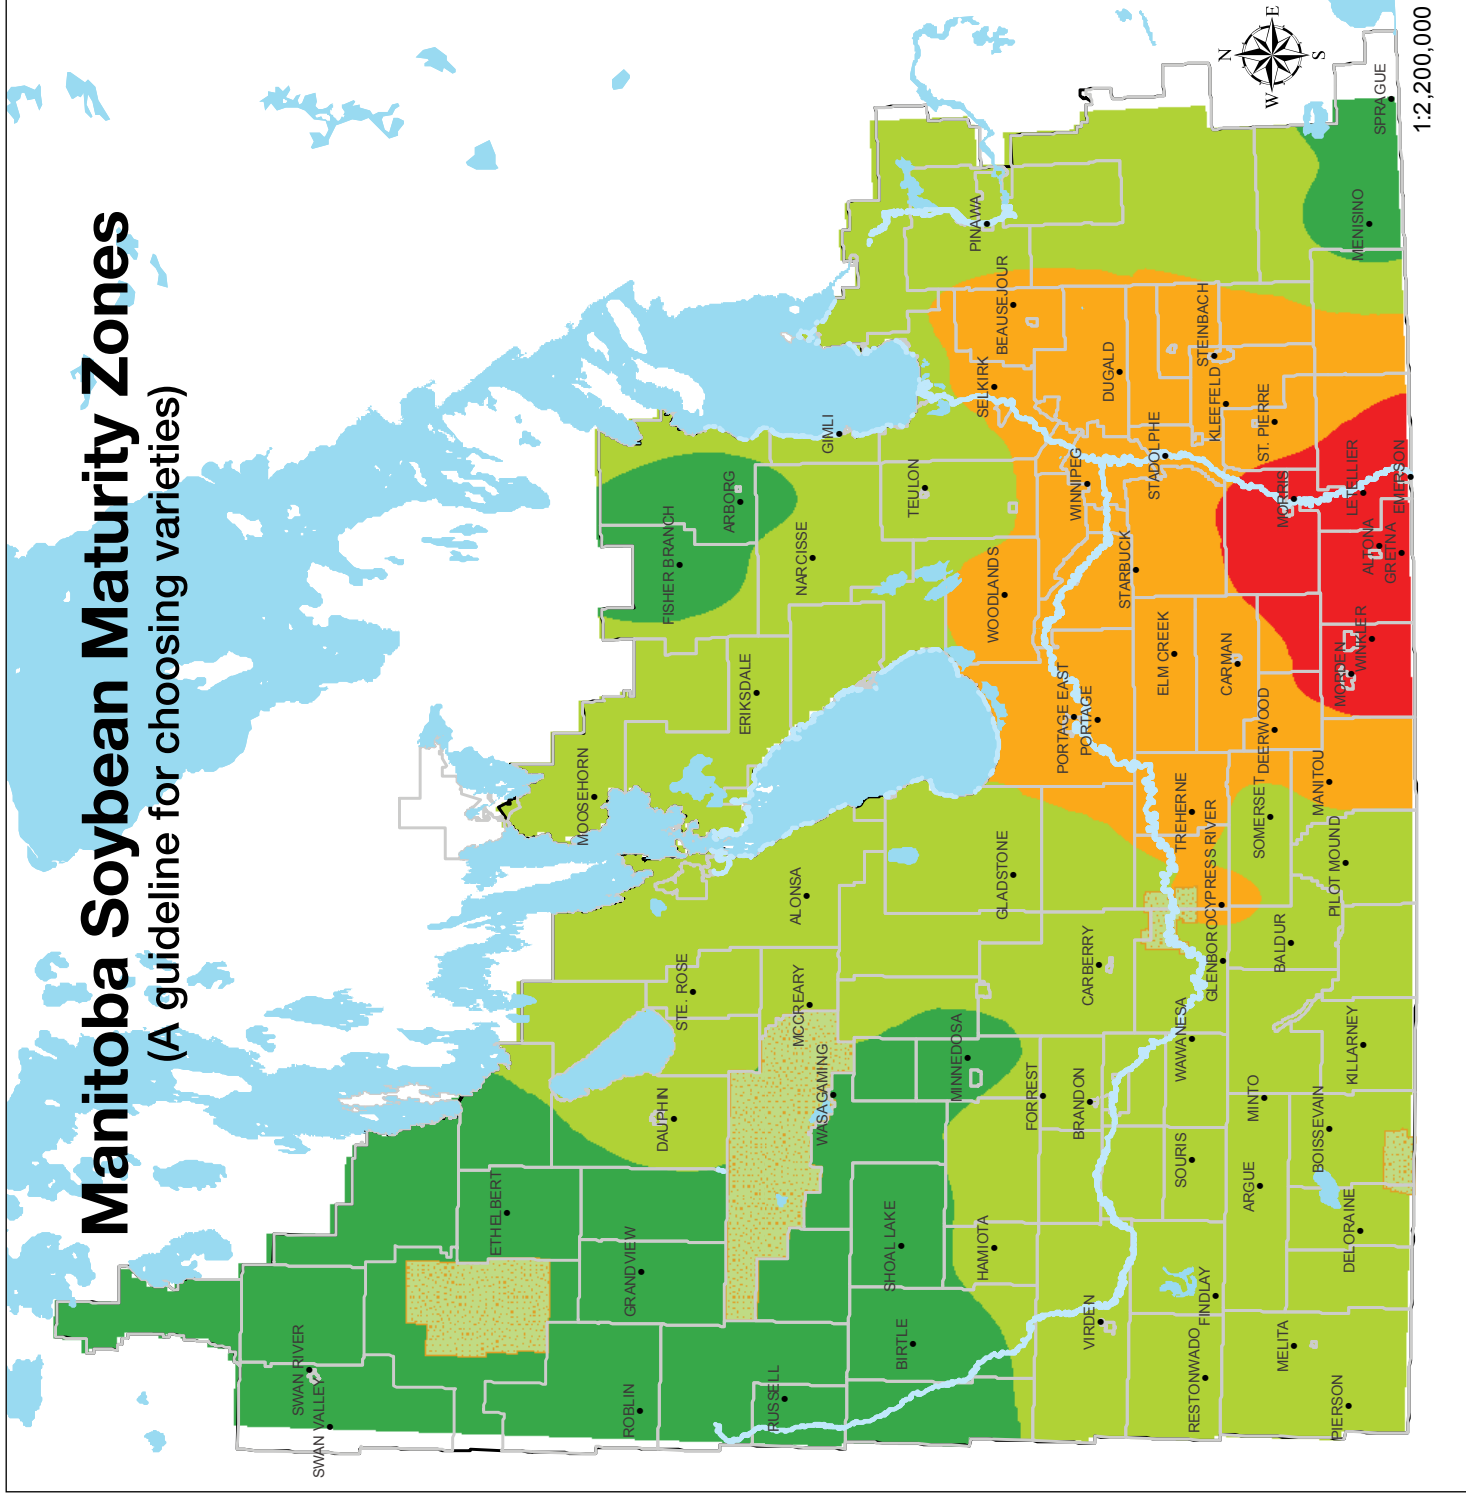 Manitoba Soybean Maturity Zones
(A guideline for choosing varieties)
SWAN RIVER
SWAN VALLEY
ETHELBERT
GRANDVIEW
ROBLIN
DAUPHIN
STE. ROSE
MOOSEHORN
FISHER BRANCH
ARBORG
ERIKSDALE
NARCISSE
GIMLI
RUSSELL
WASAGAMING
MCCREARY
ALONSA
BIRTLE
SHOAL LAKE
MINNEDOSA
TEULON
HAMIOTA
FORREST
GLADSTONE
WOODLANDS
SELKIRK
BEAUSEJOUR
PINAWA
VIRDEN
BRANDON
CARBERRY
PORTAGE EAST
PORTAGE
WINNIPEG
DUGALD
STARBUCK
STADOLPHE
RESTONWADO
FINDLAY
SOURIS
WAWANESA
GLENBORO
CYPRESS RIVER
TREHERNE
ELM CREEK
CARMAN
KLEEFELD
STEINBACH
MELITA
ARGUE
MINTO
BALDUR
SOMERSET
DEERWOOD
MORRIS
ST. PIERRE
PIERSON
DELORAINE
BOISSEVAIN
KILLARNEY
PILOT MOUND
MANITOU
MORDEN
WINKLER
ALTONA
GRETNA
LETELLIER
EMERSON
MENISINO
SPRAGUE
N
W
E
S
1:2,200,000